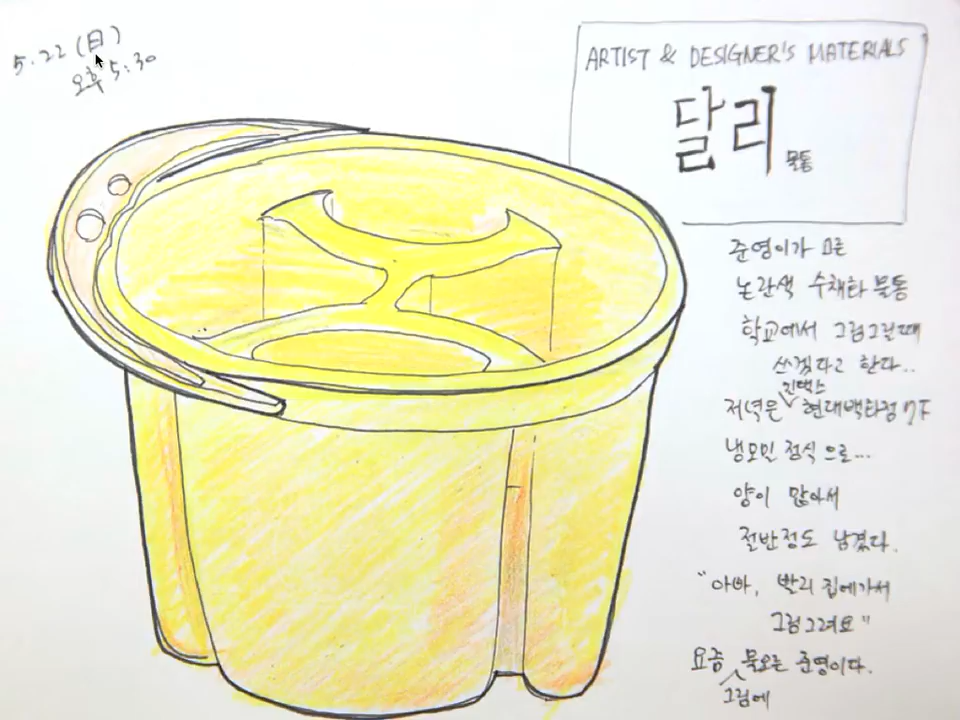 5.22 (日)
오후 5:30
ARTIST & DESIGNER'S MATERIALS
달리
물통
준영이가 고른
노란색 수채화 물통
학교에서 그림그릴때
쓰겠다고 한다..
저녁은 킨텍스 현대백화점 7F
냉모밀 정식으로...
양이 많아서
절반정도 남겼다.
"아빠, 빨리 집에가서
그림그려요"
요즘 그림에 물오른 준영이다.